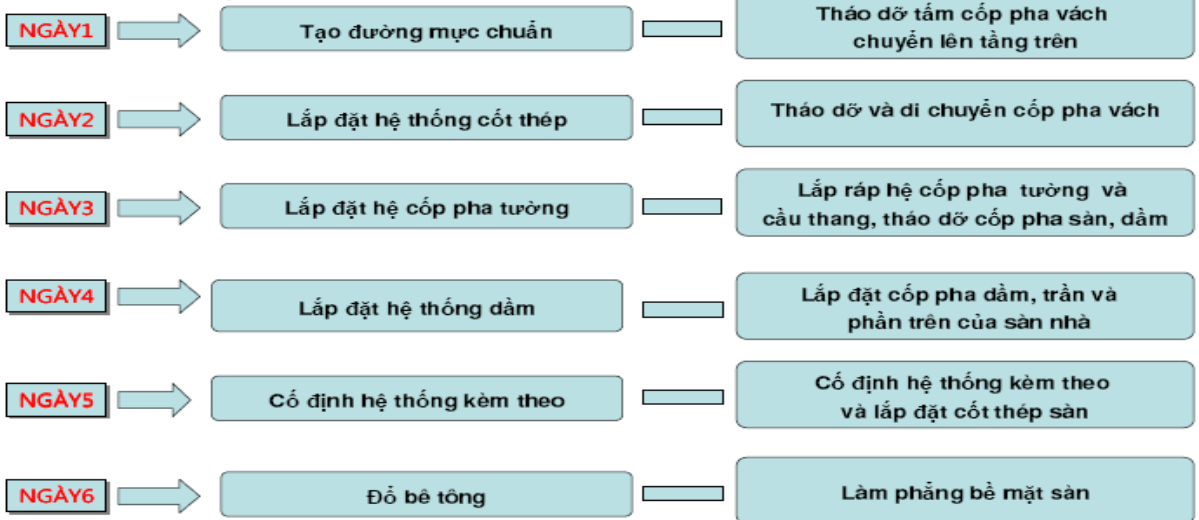 NGÀY1
Tạo đường mực chuẩn
Tháo dỡ tấm cốp pha vách
chuyển lên tầng trên
NGÀY2
Lắp đặt hệ thống cốt thép
Tháo dỡ và di chuyển cốp pha vách
NGÀY3
Lắp đặt hệ cốp pha tường
Lắp ráp hệ cốp pha tường và
cầu thang, tháo dỡ cốp pha sàn, dầm
NGÀY4
Lắp đặt hệ thống dầm
Lắp đặt cốp pha dầm, trần và
phần trên của sàn nhà
NGÀY5
Cố định hệ thống kèm theo
Cố định hệ thống kèm theo
và lắp đặt cốt thép sàn
NGÀY6
Đổ bê tông
Làm phẳng bề mặt sàn